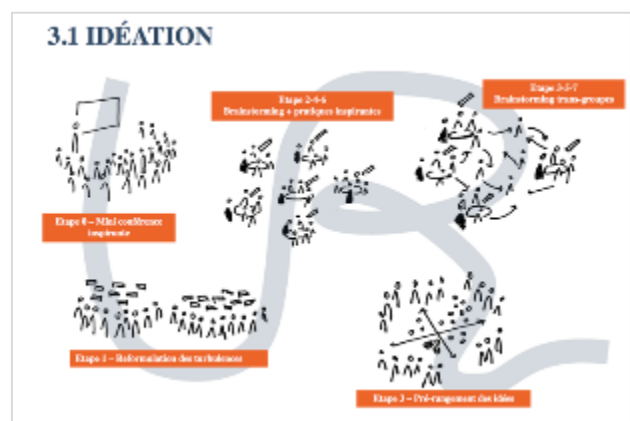 3.1 IDÉATION
Etape 2-4-6
Brainstorming + pratiques inspirantes
Etape 3-5-7
Brainstorming trans-groupes
Etape 0 – Mini conférence
inspirante
Etape 1 – Reformulation des turbulences
Etape 2 – Pré-rangement des idées